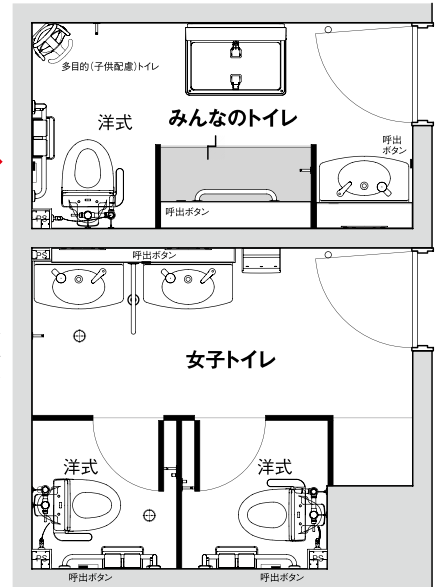 多目的(子供配慮)トイレ
洋式
みんなのトイレ
呼出
ボタン
呼出ボタン
呼出ボタン
女子トイレ
洋式
洋式
呼出ボタン
呼出ボタン